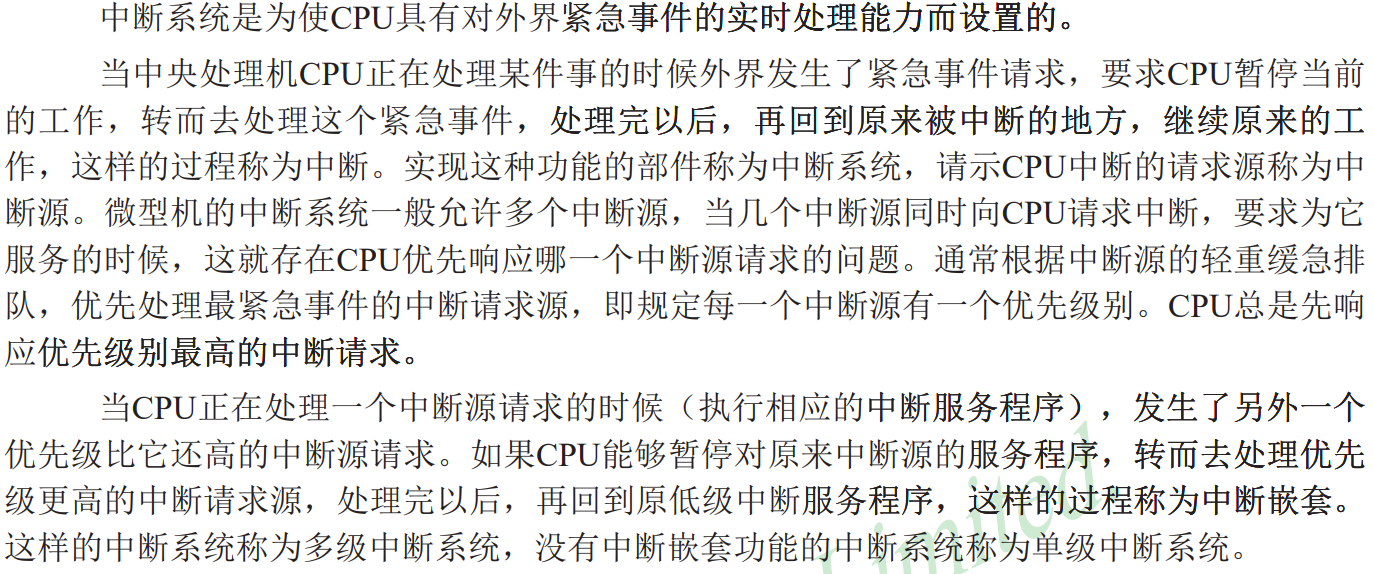 中断系统是为使CPU具有对外界紧急事件的实时处理能力而设置的。
当中央处理机CPU正在处理某件事的时候外界发生了紧急事件请求，要求CPU暂停当前
的工作，转而去处理这个紧急事件，处理完以后，再回到原来被中断的地方，继续原来的工
作，这样的过程称为中断。实现这种功能的部件称为中断系统，请示CPU中断的请求源称为中
断源。微型机的中断系统一般允许多个中断源，当几个中断源同时向CPU请求中断，要求为它
服务的时候，这就存在CPU优先响应哪一个中断源请求的问题。通常根据中断源的轻重缓急排
队，优先处理最紧急事件的中断请求源，即规定每一个中断源有一个优先级别。CPU总是先响
应优先级别最高的中断请求。
当CPU正在处理一个中断源请求的时候（执行相应的中断服务程序），发生了另外一个
优先级比它还高的中断源请求。如果CPU能够暂停对原来中断源的服务程序，转而去处理优先
级更高的中断请求源，处理完以后，再回到原低级中断服务程序，这样的过程称为中断嵌套。
这样的中断系统称为多级中断系统，没有中断嵌套功能的中断系统称为单级中断系统。
Limited.